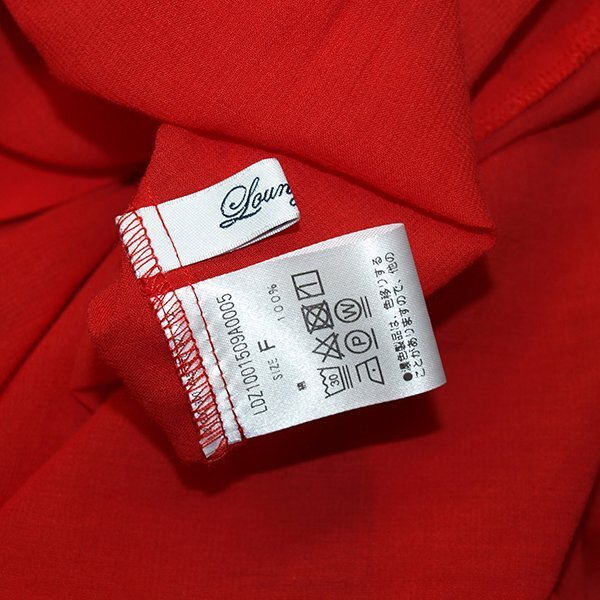 Loun
LDZ1001509A0005
SIZE F
綿 100%
30
P W
●濃色製品は、色移りする
ことがありますので、他の